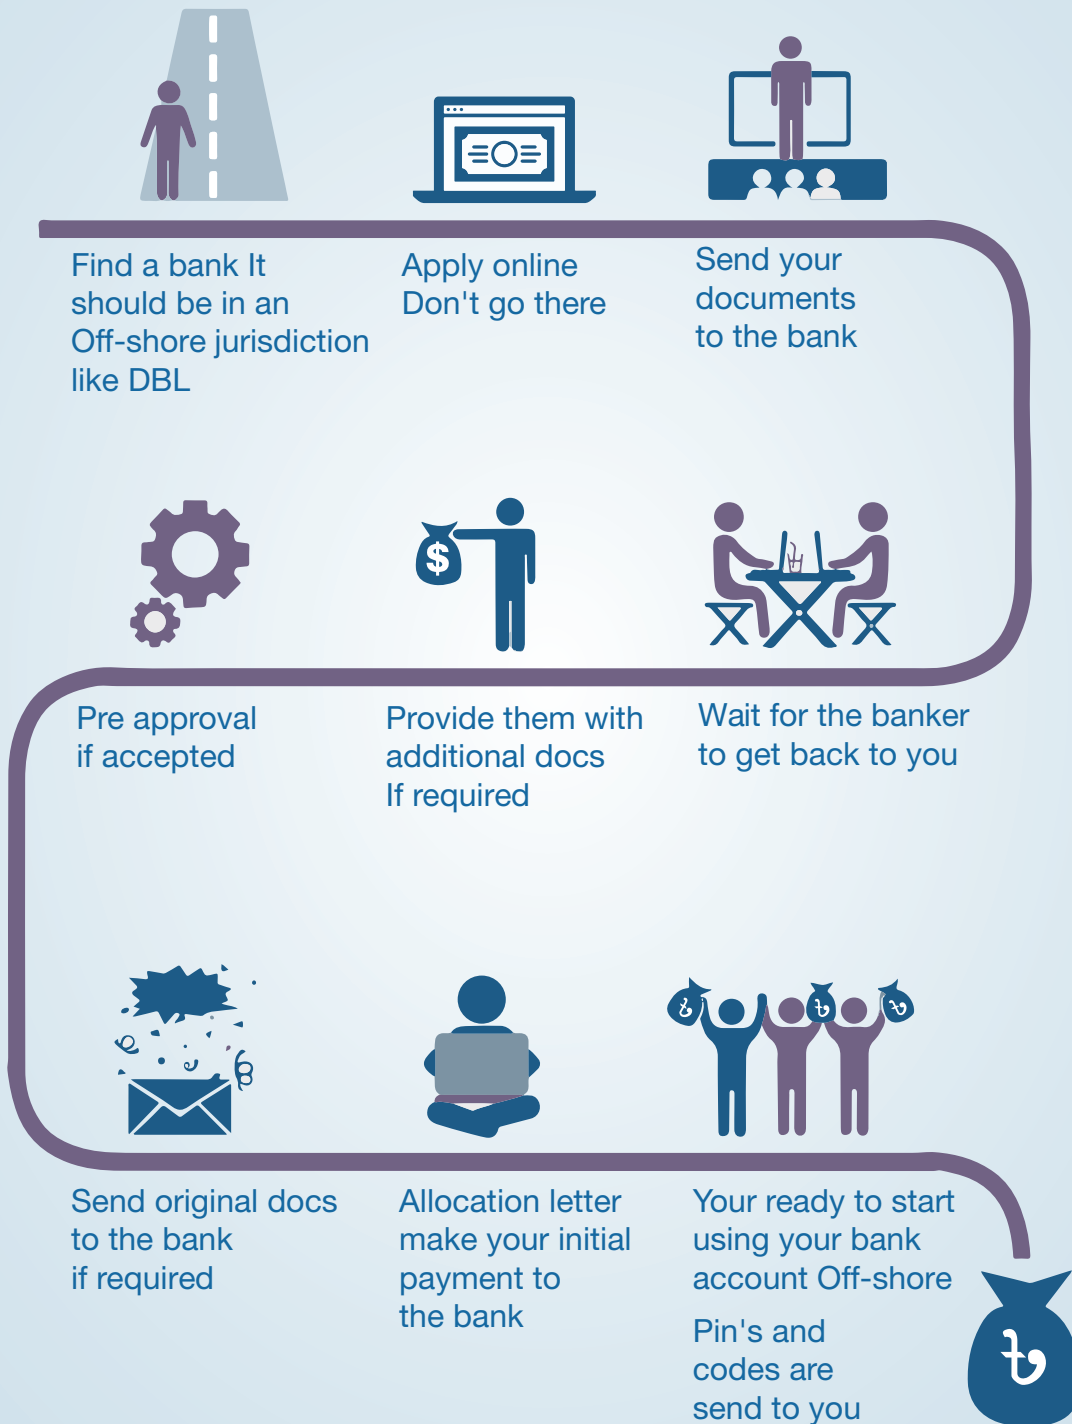 Find a bank It
should be in an
Off-shore jurisdiction
like DBL
Apply online
Don't go there
Send your
documents
to the bank
Wait for the banker
to get back to you
$
Provide them with
additional docs
If required
Pre approval
if accepted
Send original docs
to the bank
if required
Allocation letter
make your initial
payment to
the bank
৳
৳
৳
Your ready to start
using your bank
account Off-shore
Pin's and
codes are
send to you
৳